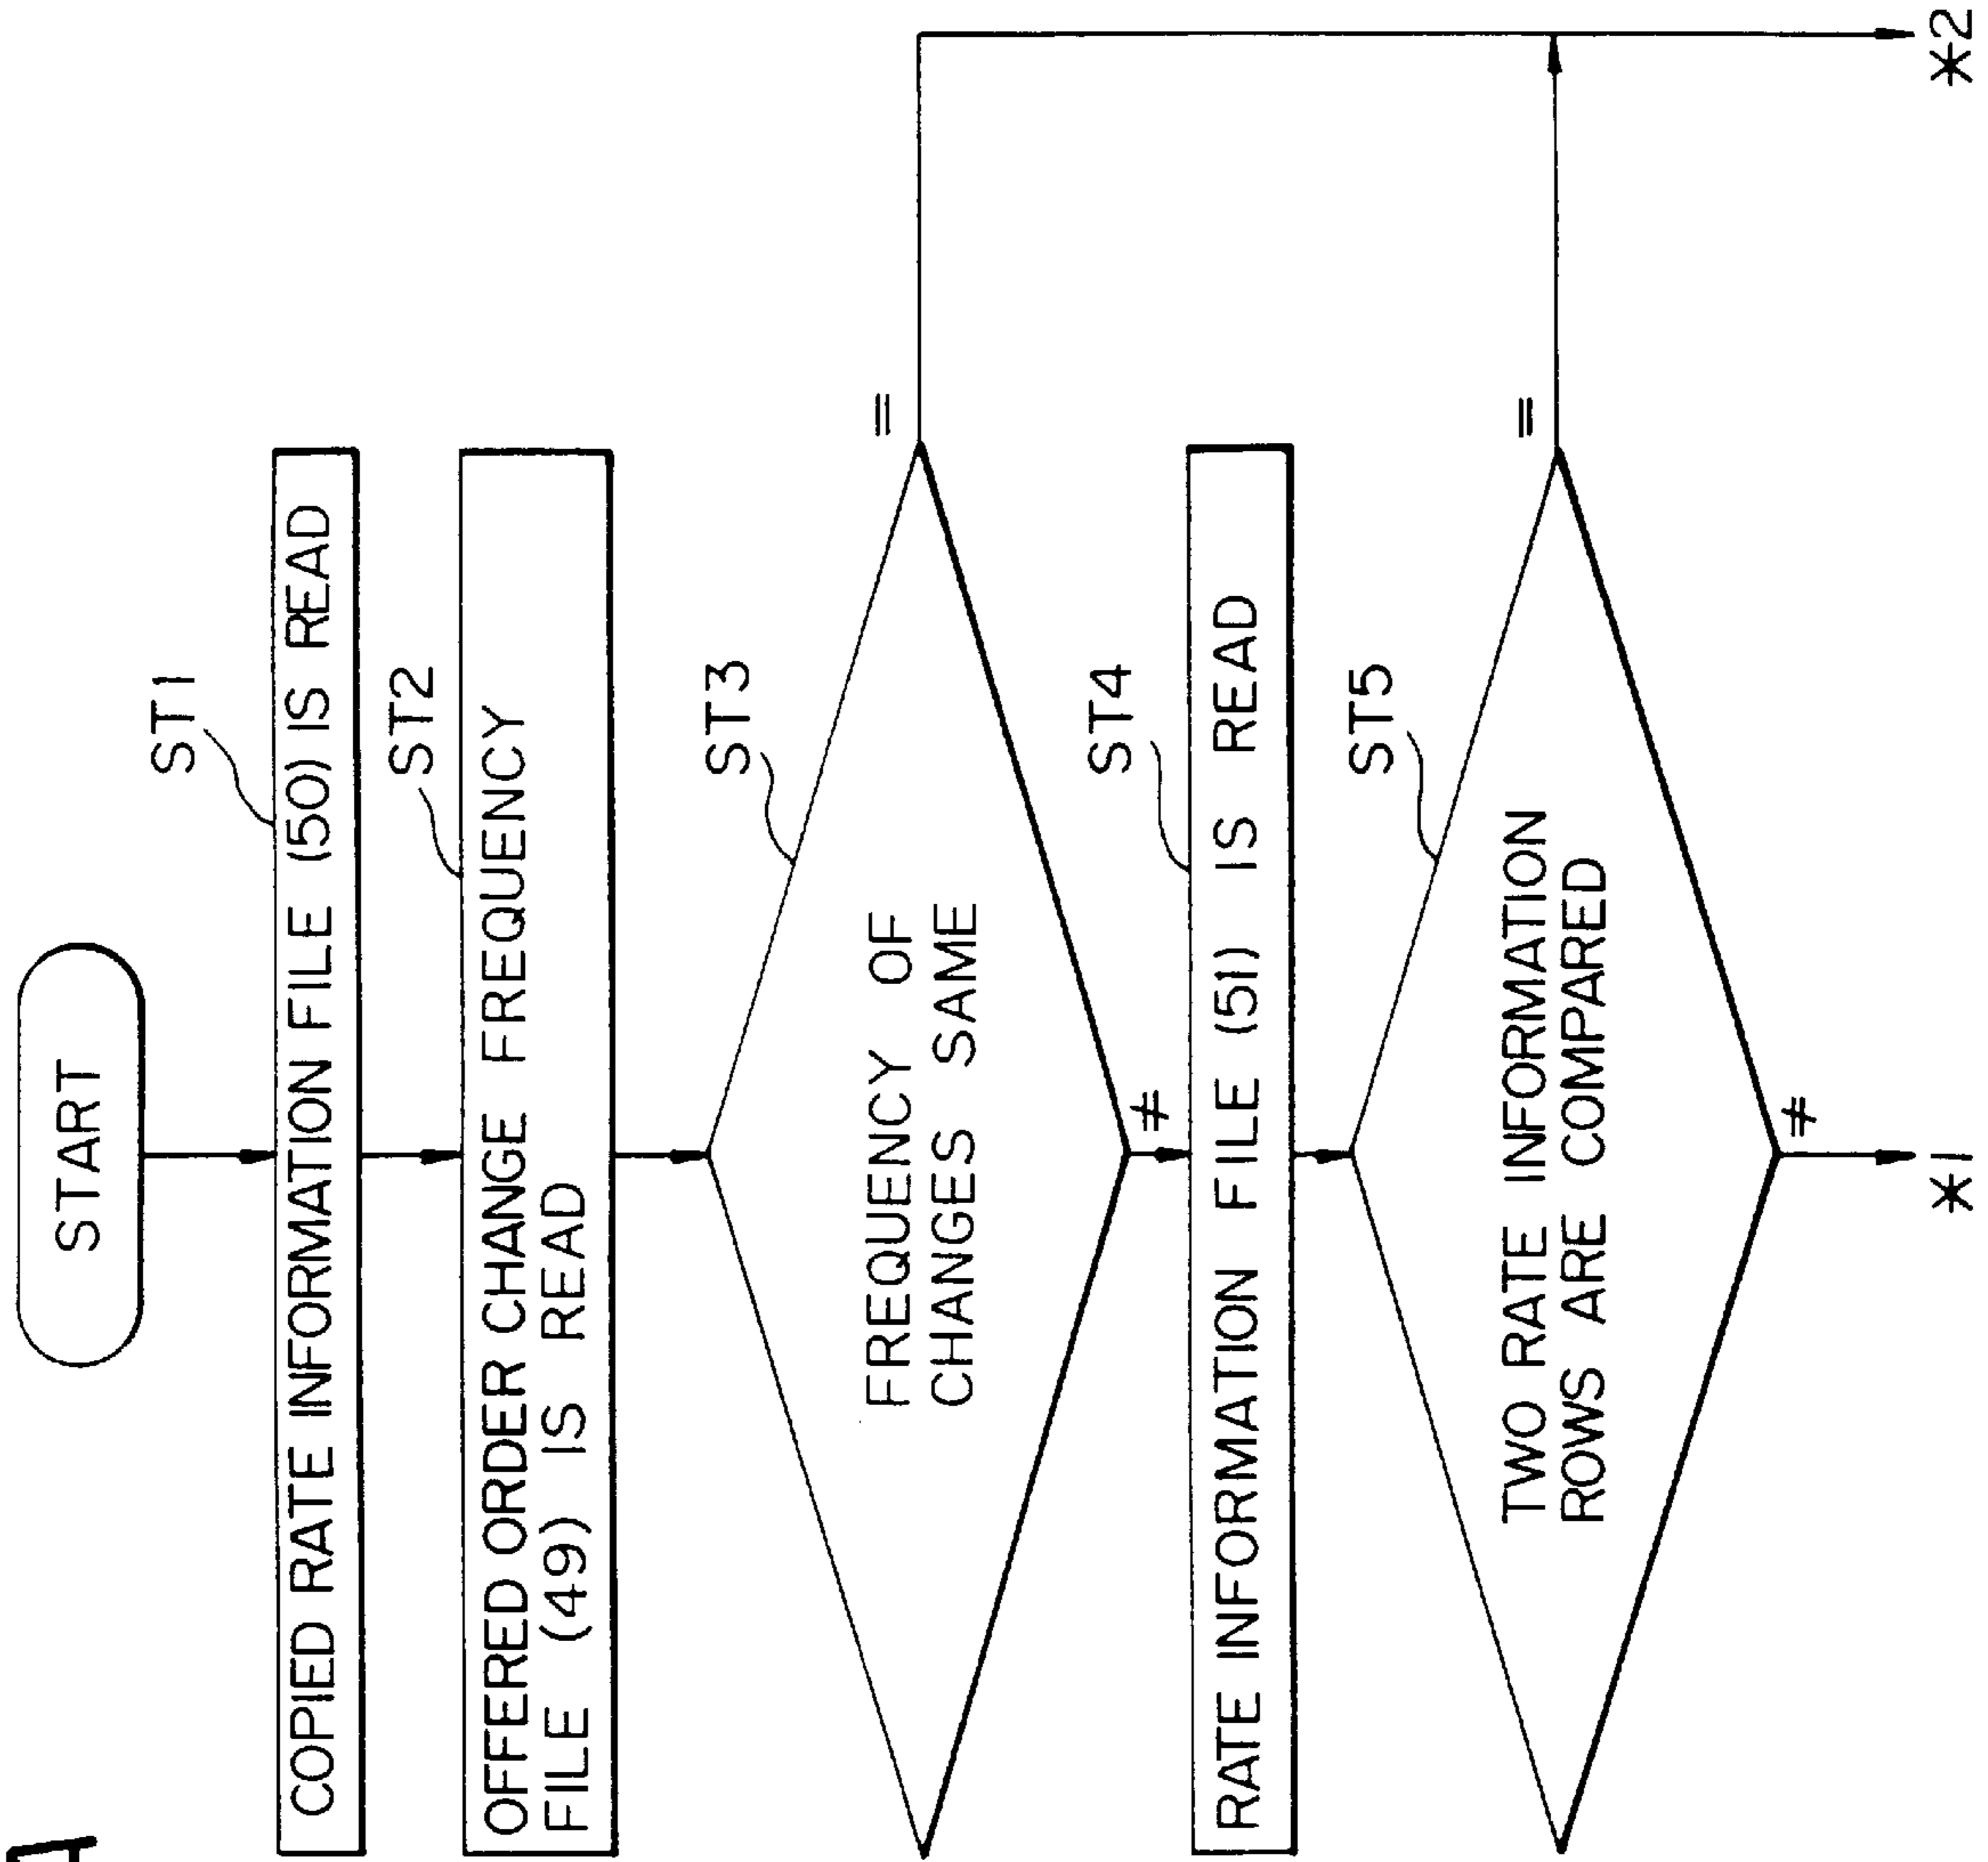 START
ST1
COPIED RATE INFORMATION FILE (50) IS READ
ST2
OFFERED ORDER CHANGE FREQUENCY
FILE (49) IS READ
ST3
FREQUENCY OF
CHANGES SAME
=
≠
ST4
RATE INFORMATION FILE (51) IS READ
ST5
TWO RATE INFORMATION
ROWS ARE COMPARED
=
≠
*1
*2